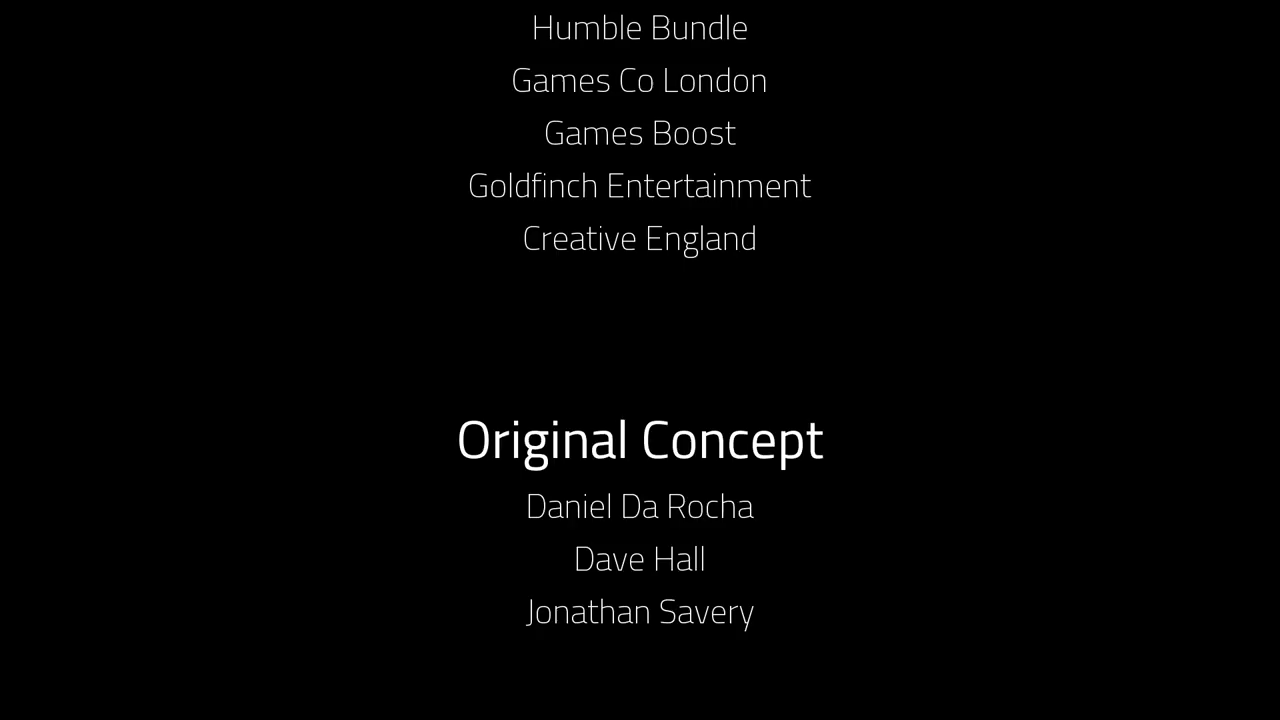 Humble Bundle
Games Co London
Games Boost
Goldfinch Entertainment
Creative England
Original Concept
Daniel Da Rocha
Dave Hall
Jonathan Savery